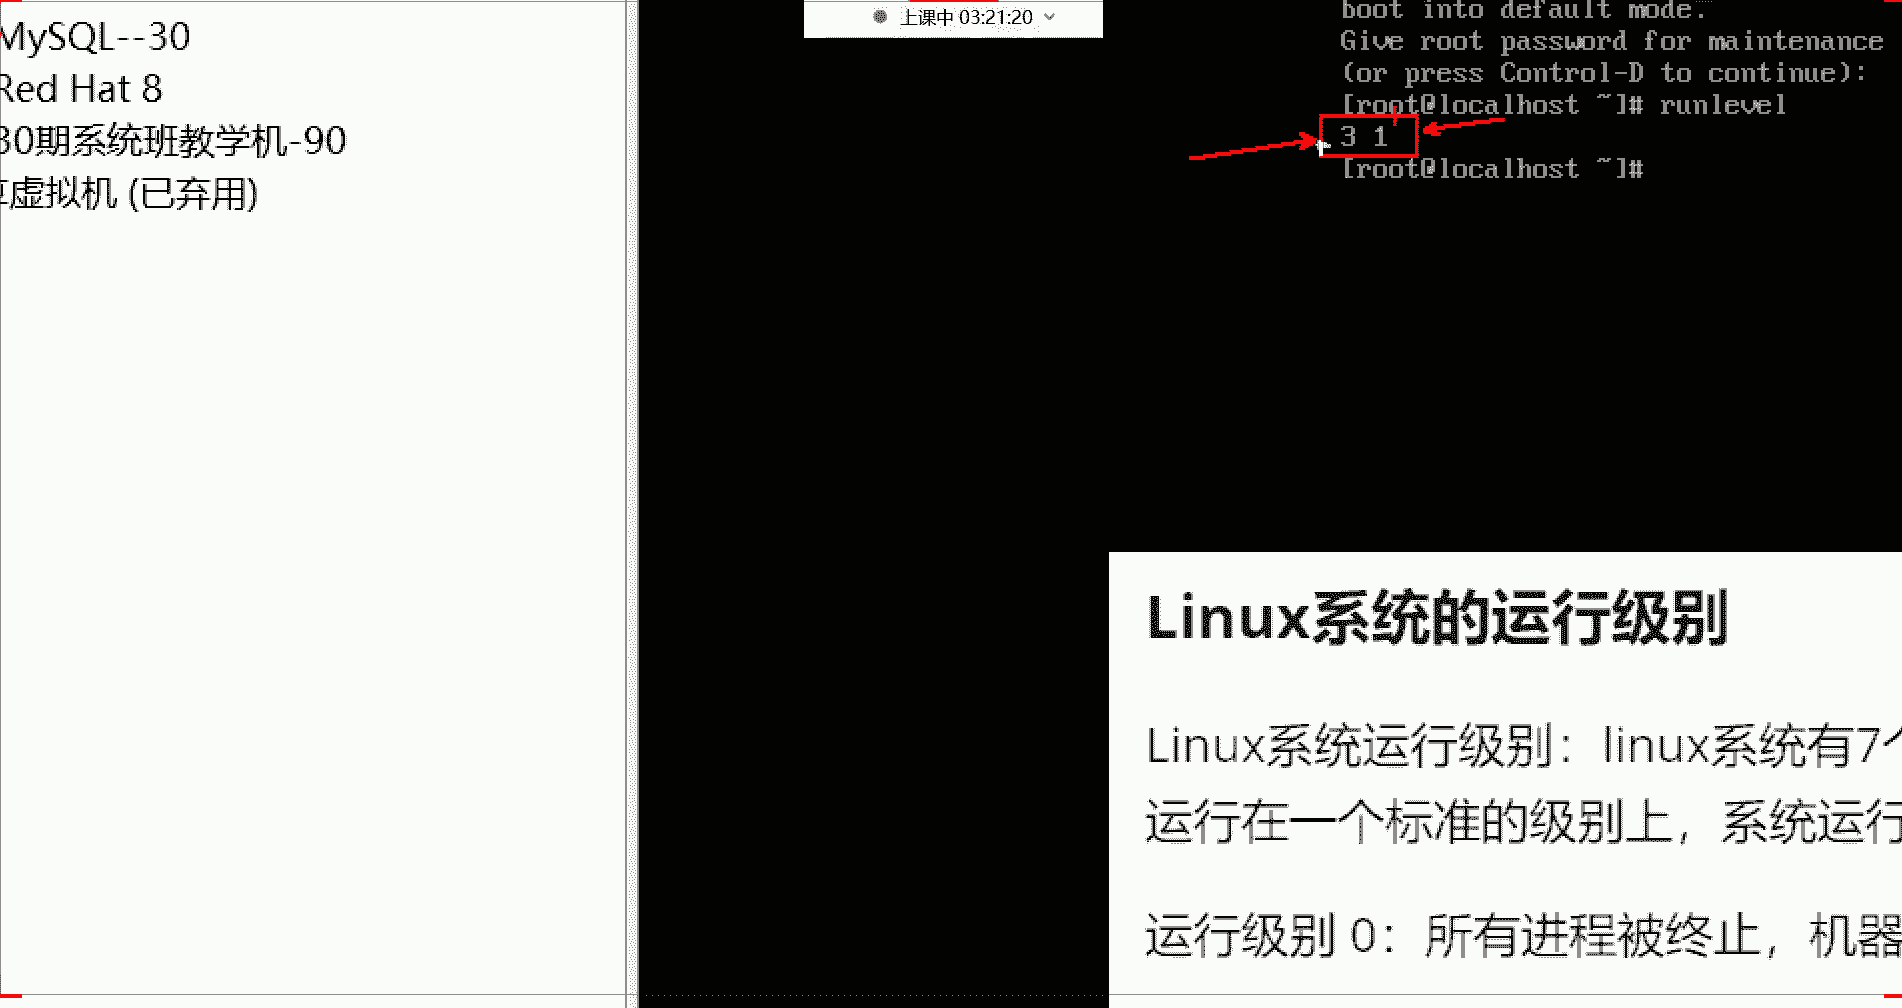 MySQL--30
Red Hat 8
30期系统班教学机-90
虚拟机 (已弃用)
上课中 03:21:20
boot into default mode.
Give root password for maintenance
(or press Control-D to continue):
[root@localhost ~]# runlevel
3 1
[root@localhost ~]#
Linux系统的运行级别
Linux系统运行级别：linux系统有7个
运行在一个标准的级别上，系统运行
运行级别 0：所有进程被终止，机器